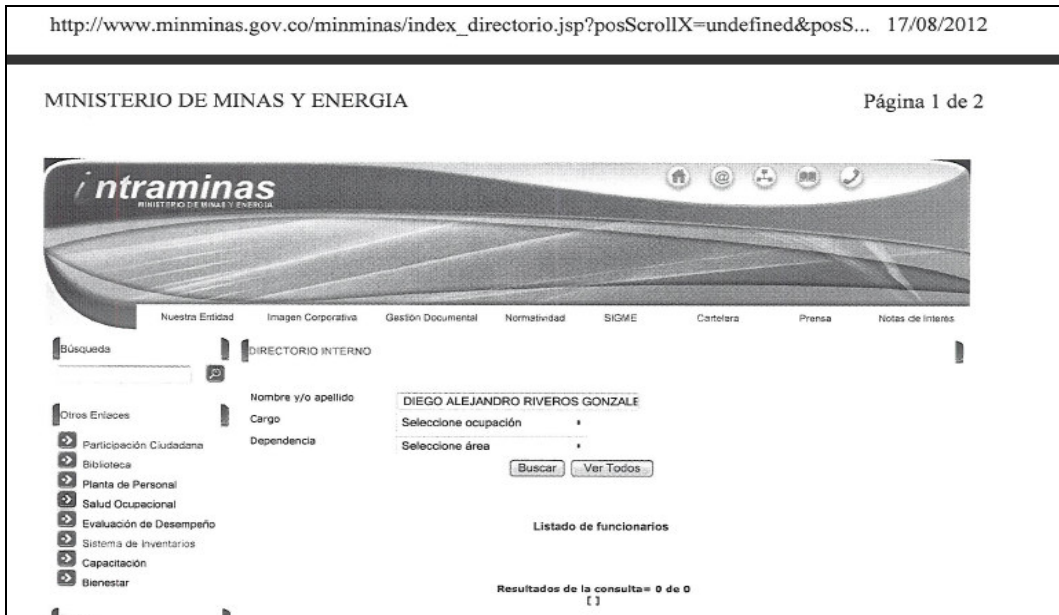 http://www.minminas.gov.co/minminas/index_directorio.jsp?posScrollX=undefined&posS... 17/08/2012
MINISTERIO DE MINAS Y ENERGIA Página 1 de 2
intraminas
MINISTERIO DE MINAS Y ENERGIA
Nuestra Entidad Imagen Corporativa Gestión Documental Normatividad SIGME Cartelera Prensa Notas de Interés
Búsqueda
DIRECTORIO INTERNO
Nombre y/o apellido DIEGO ALEJANDRO RIVEROS GONZALE
Cargo Seleccione ocupación
Dependencia Seleccione área
Buscar Ver Todos
Otros Enlaces
Participación Ciudadana
Biblioteca
Planta de Personal
Salud Ocupacional
Evaluación de Desempeño
Sistema de Inventarios
Capacitación
Bienestar
Listado de funcionarios
Resultados de la consulta= 0 de 0
[ ]